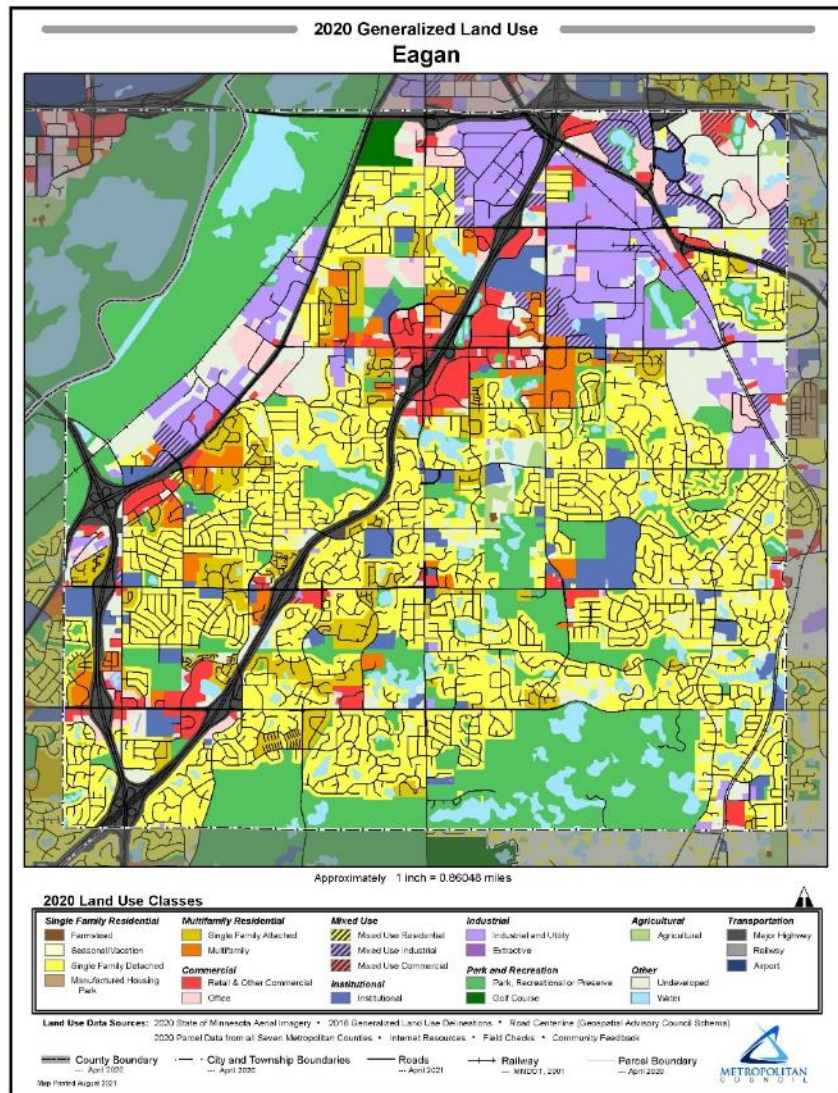 2020 Generalized Land Use
Eagan
Approximately 1 inch = 0.86048 miles
2020 Land Use Classes
Single Family Residential
Farmstead
Seasonal/Vacation
Single Family Detached
Manufactured Housing Park
Multifamily Residential
Single Family Attached
Multifamily
Commercial
Retail & Other Commercial
Office
Mixed Use
Mixed Use Residential
Mixed Use Industrial
Mixed Use Commercial
Institutional
Institutional
Industrial
Industrial and Utility
Extractive
Park and Recreation
Park, Recreational or Preserve
Golf Course
Agricultural
Agricultural
Other
Undeveloped
Water
Transportation
Major Highway
Railway
Airport
Land Use Data Sources: 2020 State of Minnesota Aerial Imagery • 2016 Generalized Land Use Delineations • Road Centerline (Geospatial Advisory Council Schema)
2020 Parcel Data from all Seven Metropolitan Counties • Internet Resources • Field Checks • Community Feedback
County Boundary
--- April 2020
City and Township Boundaries
--- April 2020
Roads
--- April 2021
Railway
--- MNDOT, 2001
Parcel Boundary
--- April 2020
Map Printed August 2021
METROPOLITAN
COUNCIL